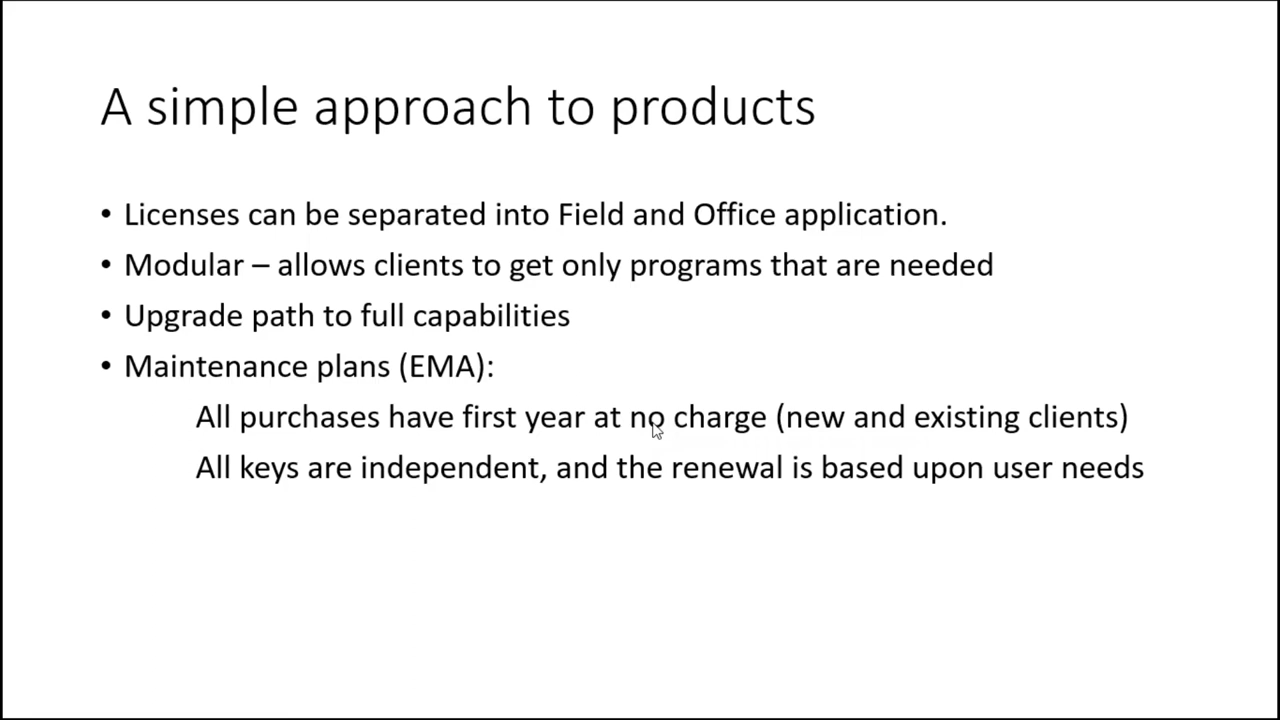 A simple approach to products
• Licenses can be separated into Field and Office application.
• Modular – allows clients to get only programs that are needed
• Upgrade path to full capabilities
• Maintenance plans (EMA):
All purchases have first year at no charge (new and existing clients)
All keys are independent, and the renewal is based upon user needs